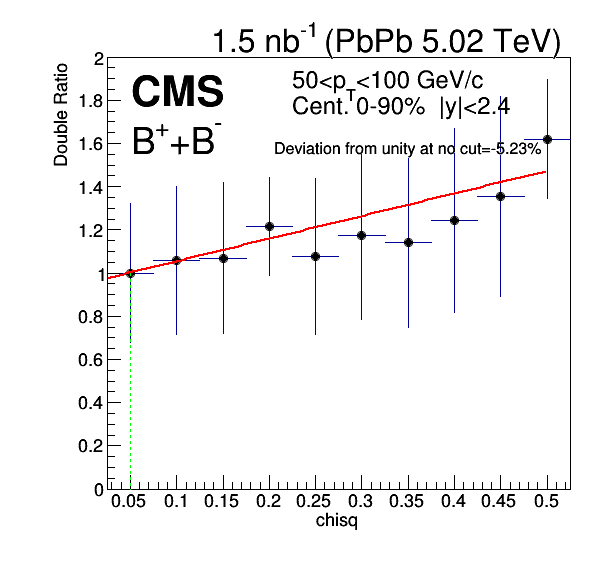 1.5 nb-1 (PbPb 5.02 TeV)
CMS
50<pT<100 GeV/c
Cent. 0-90% |y|<2.4
B++B-
Deviation from unity at no cut=-5.23%
Double Ratio
2
1.8
1.6
1.4
1.2
1
0.8
0.6
0.4
0.2
0
0.05 0.1 0.15 0.2 0.25 0.3 0.35 0.4 0.45 0.5
chisq